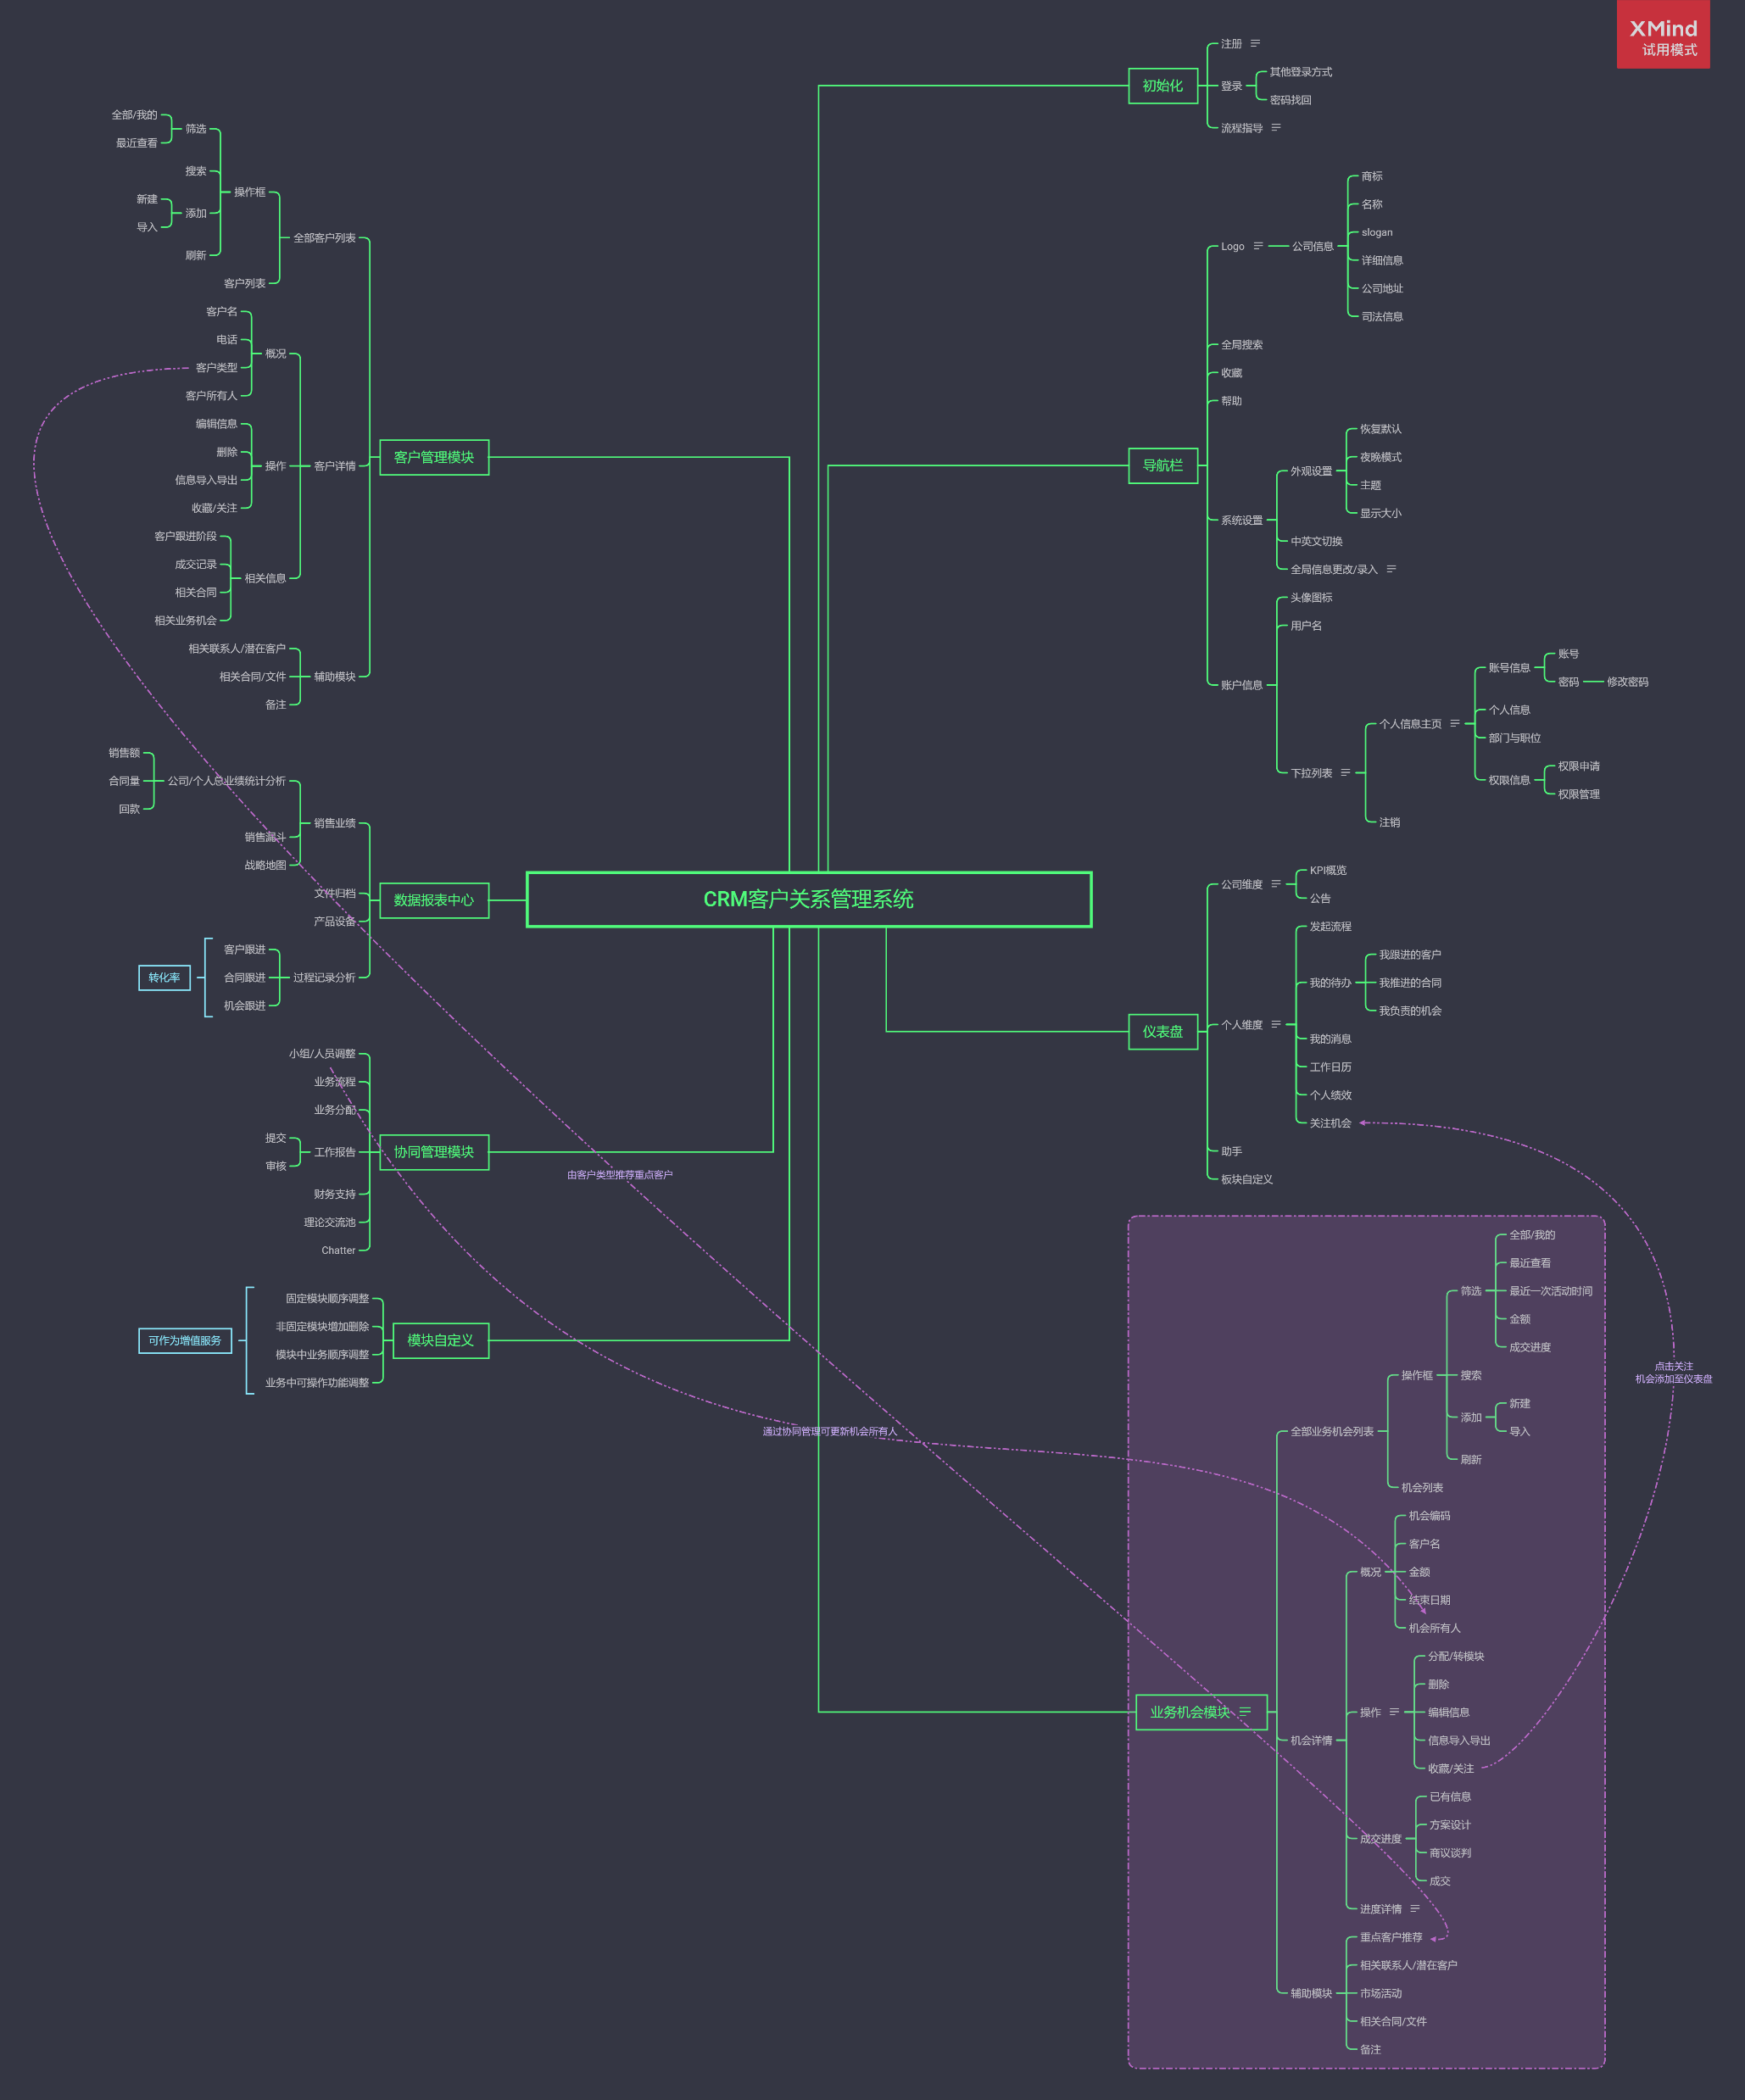 XMind
试用模式
CRM客户关系管理系统
初始化
注册
登录
其他登录方式
密码找回
流程指导
导航栏
Logo
公司信息
商标
名称
slogan
详细信息
公司地址
司法信息
全局搜索
收藏
帮助
系统设置
外观设置
恢复默认
夜晚模式
主题
显示大小
中英文切换
全局信息更改/录入
账户信息
头像图标
用户名
下拉列表
个人信息主页
账号信息
账号
密码
修改密码
个人信息
部门与职位
权限信息
权限申请
权限管理
注销
仪表盘
公司维度
KPI概览
公告
个人维度
发起流程
我的待办
我跟进的客户
我推进的合同
我负责的机会
我的消息
工作日历
个人绩效
关注机会
助手
板块自定义
业务机会模块
全部业务机会列表
操作框
筛选
全部/我的
最近查看
最近一次活动时间
金额
成交进度
搜索
添加
新建
导入
刷新
机会列表
机会详情
概况
机会编码
客户名
金额
结束日期
机会所有人
操作
分配/转模块
删除
编辑信息
信息导入导出
收藏/关注
成交进度
已有信息
方案设计
商议谈判
成交
进度详情
辅助模块
重点客户推荐
相关联系人/潜在客户
市场活动
相关合同/文件
备注
客户管理模块
全部客户列表
操作框
筛选
全部/我的
最近查看
搜索
添加
新建
导入
刷新
客户列表
客户详情
概况
客户名
电话
客户类型
客户所有人
操作
编辑信息
删除
信息导入导出
收藏/关注
相关信息
客户跟进阶段
成交记录
相关合同
相关业务机会
辅助模块
相关联系人/潜在客户
相关合同/文件
备注
数据报表中心
销售业绩
公司/个人总业绩统计分析
销售额
合同量
回款
销售漏斗
战略地图
文件归档
产品设备
过程记录分析
客户跟进
合同跟进
机会跟进
转化率
协同管理模块
小组/人员调整
业务流程
业务分配
工作报告
提交
审核
财务支持
理论交流池
Chatter
模块自定义
固定模块顺序调整
非固定模块增加删除
模块中业务顺序调整
业务中可操作功能调整
可作为增值服务
由客户类型推荐重点客户
通过协同管理可更新机会所有人
点击关注
机会添加至仪表盘